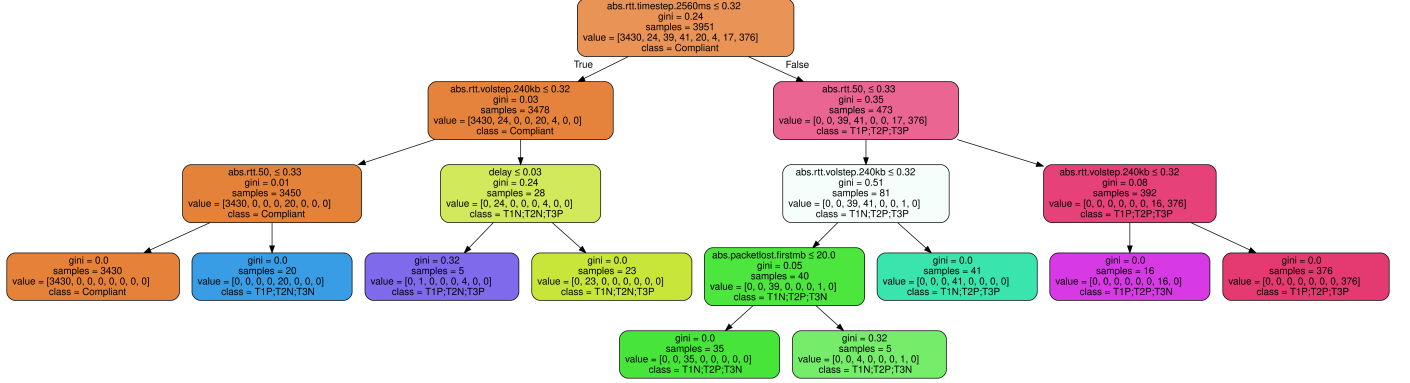 abs.rtt.timestep.2560ms ≤ 0.32
gini = 0.24
samples = 3951
value = [3430, 24, 39, 41, 20, 4, 17, 376]
class = Compliant
True
False
abs.rtt.volstep.240kb ≤ 0.32
gini = 0.03
samples = 3478
value = [3430, 24, 0, 0, 20, 4, 0, 0]
class = Compliant
abs.rtt.50, ≤ 0.33
gini = 0.35
samples = 473
value = [0, 0, 39, 41, 0, 0, 17, 376]
class = T1P;T2P;T3P
abs.rtt.50, ≤ 0.33
gini = 0.01
samples = 3450
value = [3430, 0, 0, 0, 20, 0, 0, 0]
class = Compliant
delay ≤ 0.03
gini = 0.24
samples = 28
value = [0, 24, 0, 0, 0, 4, 0, 0]
class = T1N;T2N;T3P
abs.rtt.volstep.240kb ≤ 0.32
gini = 0.51
samples = 81
value = [0, 0, 39, 41, 0, 0, 1, 0]
class = T1N;T2P;T3P
abs.rtt.volstep.240kb ≤ 0.32
gini = 0.08
samples = 392
value = [0, 0, 0, 0, 0, 0, 16, 376]
class = T1P;T2P;T3P
gini = 0.0
samples = 3430
value = [3430, 0, 0, 0, 0, 0, 0, 0]
class = Compliant
gini = 0.0
samples = 20
value = [0, 0, 0, 0, 20, 0, 0, 0]
class = T1P;T2N;T3N
gini = 0.32
samples = 5
value = [0, 1, 0, 0, 0, 4, 0, 0]
class = T1P;T2N;T3P
gini = 0.0
samples = 23
value = [0, 23, 0, 0, 0, 0, 0, 0]
class = T1N;T2N;T3P
abs.packetlost.firstmb ≤ 20.0
gini = 0.05
samples = 40
value = [0, 0, 39, 0, 0, 0, 1, 0]
class = T1N;T2P;T3N
gini = 0.0
samples = 41
value = [0, 0, 0, 41, 0, 0, 0, 0]
class = T1N;T2P;T3P
gini = 0.0
samples = 16
value = [0, 0, 0, 0, 0, 0, 16, 0]
class = T1P;T2P;T3N
gini = 0.0
samples = 376
value = [0, 0, 0, 0, 0, 0, 0, 376]
class = T1P;T2P;T3P
gini = 0.0
samples = 35
value = [0, 0, 35, 0, 0, 0, 0, 0]
class = T1N;T2P;T3N
gini = 0.32
samples = 5
value = [0, 0, 4, 0, 0, 0, 1, 0]
class = T1N;T2P;T3N